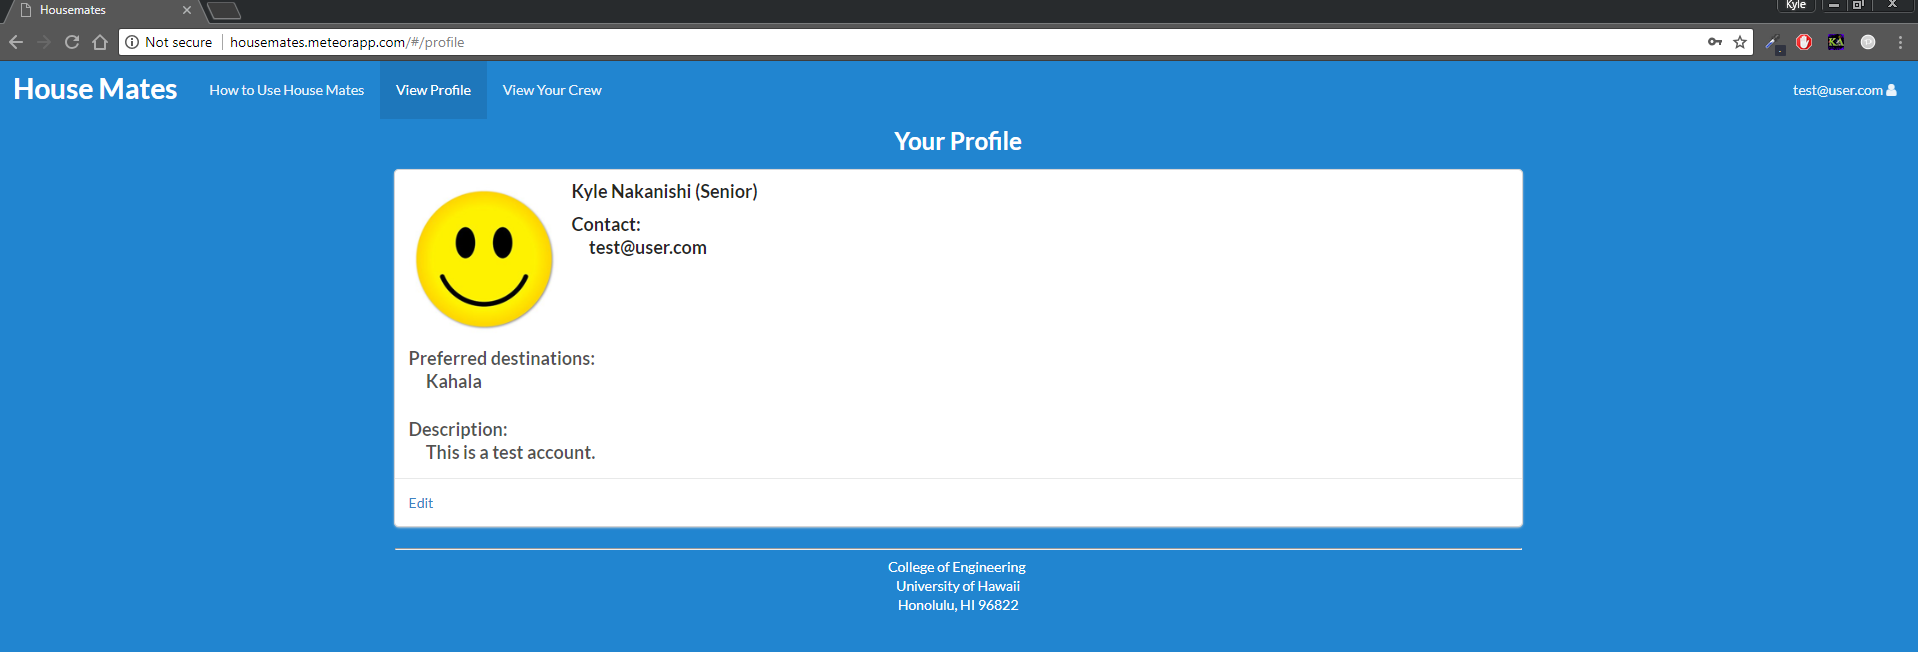 Housemates
Kyle
Not secure housemates.meteorapp.com/#/profile
House Mates How to Use House Mates View Profile View Your Crew test@user.com
Your Profile
Kyle Nakanishi (Senior)
Contact:
test@user.com
Preferred destinations:
Kahala
Description:
This is a test account.
Edit
College of Engineering
University of Hawaii
Honolulu, HI 96822